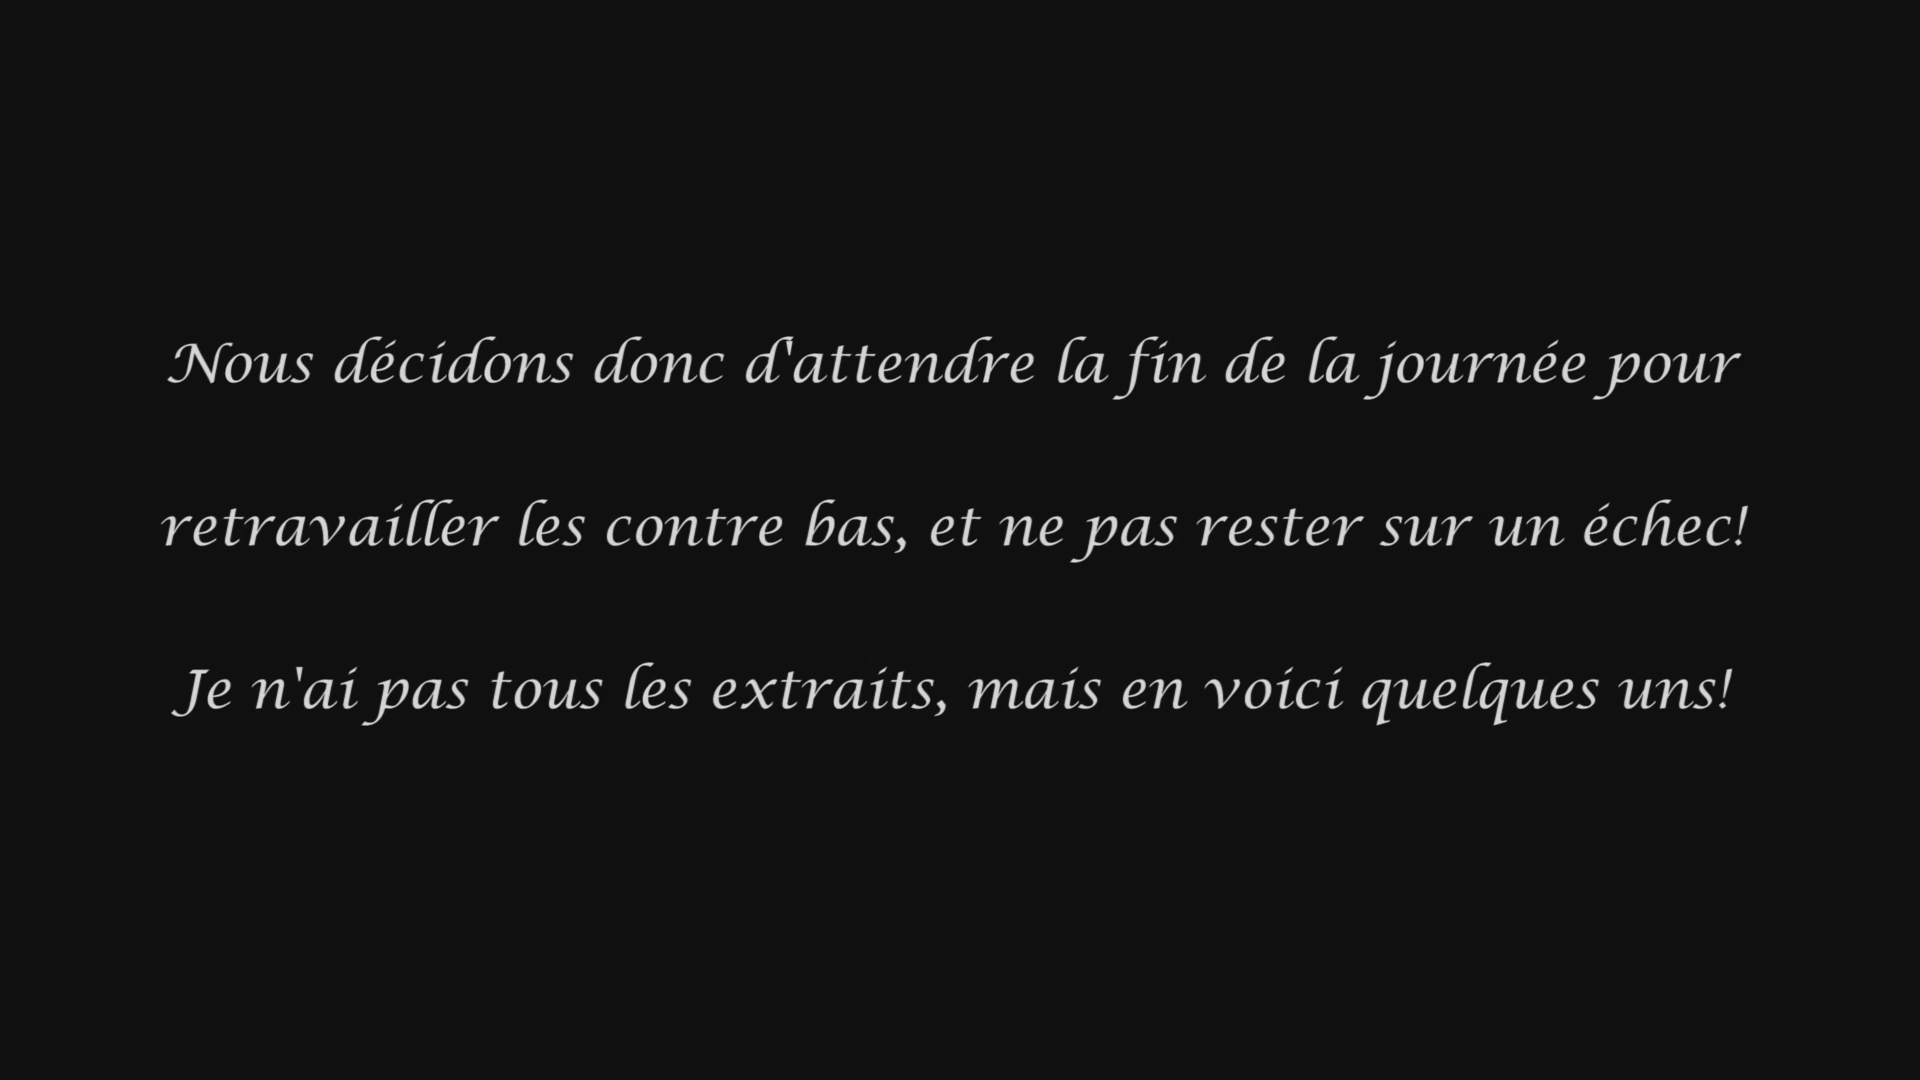 Nous décidons donc d'attendre la fin de la journée pour
retravailler les contre bas, et ne pas rester sur un échec!
Je n'ai pas tous les extraits, mais en voici quelques uns!